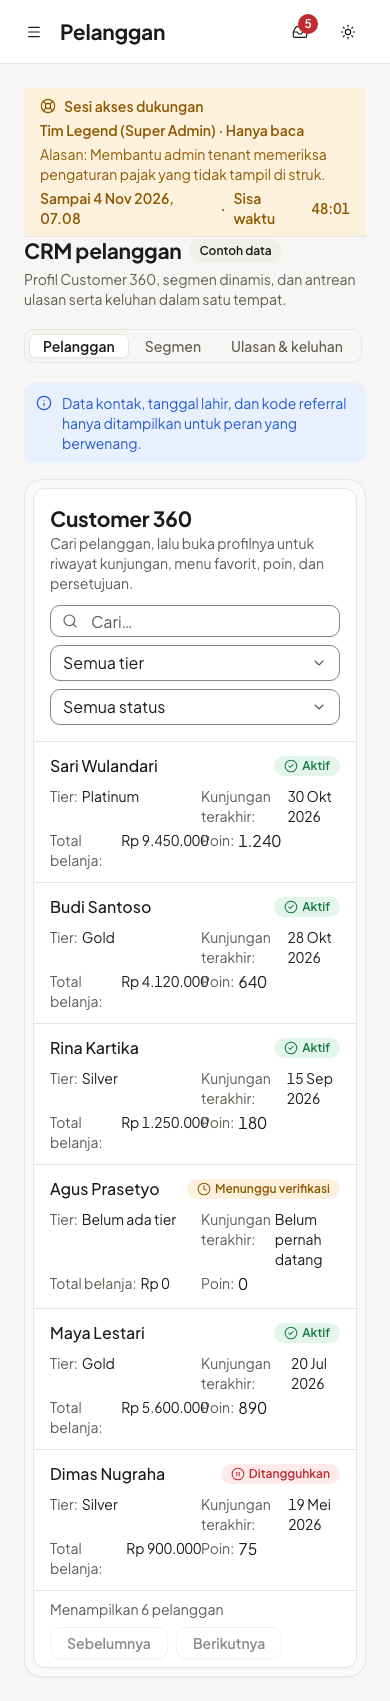 Pelanggan
5
Sesi akses dukungan
Tim Legend (Super Admin) · Hanya baca
Alasan: Membantu admin tenant memeriksa
pengaturan pajak yang tidak tampil di struk.
Sampai 4 Nov 2026, 07.08 · Sisa waktu 48:01
CRM pelanggan Contoh data
Profil Customer 360, segmen dinamis, dan antrean
ulasan serta keluhan dalam satu tempat.
Pelanggan Segmen Ulasan & keluhan
Data kontak, tanggal lahir, dan kode referral
hanya ditampilkan untuk peran yang
berwenang.
Customer 360
Cari pelanggan, lalu buka profilnya untuk
riwayat kunjungan, menu favorit, poin, dan
persetujuan.
Cari...
Semua tier
Semua status
Sari Wulandari Aktif
Tier: Platinum Kunjungan terakhir: 30 Okt 2026
Total belanja: Rp 9.450.000 Poin: 1.240
Budi Santoso Aktif
Tier: Gold Kunjungan terakhir: 28 Okt 2026
Total belanja: Rp 4.120.000 Poin: 640
Rina Kartika Aktif
Tier: Silver Kunjungan terakhir: 15 Sep 2026
Total belanja: Rp 1.250.000 Poin: 180
Agus Prasetyo Menunggu verifikasi
Tier: Belum ada tier Kunjungan terakhir: Belum pernah datang
Total belanja: Rp 0 Poin: 0
Maya Lestari Aktif
Tier: Gold Kunjungan terakhir: 20 Jul 2026
Total belanja: Rp 5.600.000 Poin: 890
Dimas Nugraha Ditangguhkan
Tier: Silver Kunjungan terakhir: 19 Mei 2026
Total belanja: Rp 900.000 Poin: 75
Menampilkan 6 pelanggan
Sebelumnya Berikutnya